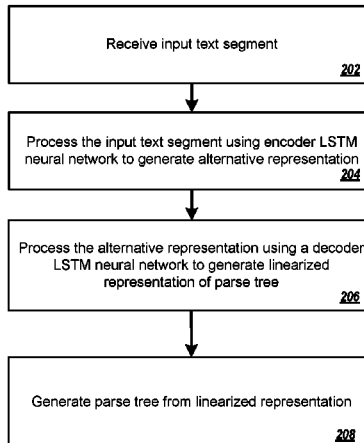 Receive input text segment
202
Process the input text segment using encoder LSTM
neural network to generate alternative representation
204
Process the alternative representation using a decoder
LSTM neural network to generate linearized
representation of parse tree
206
Generate parse tree from linearized representation
208